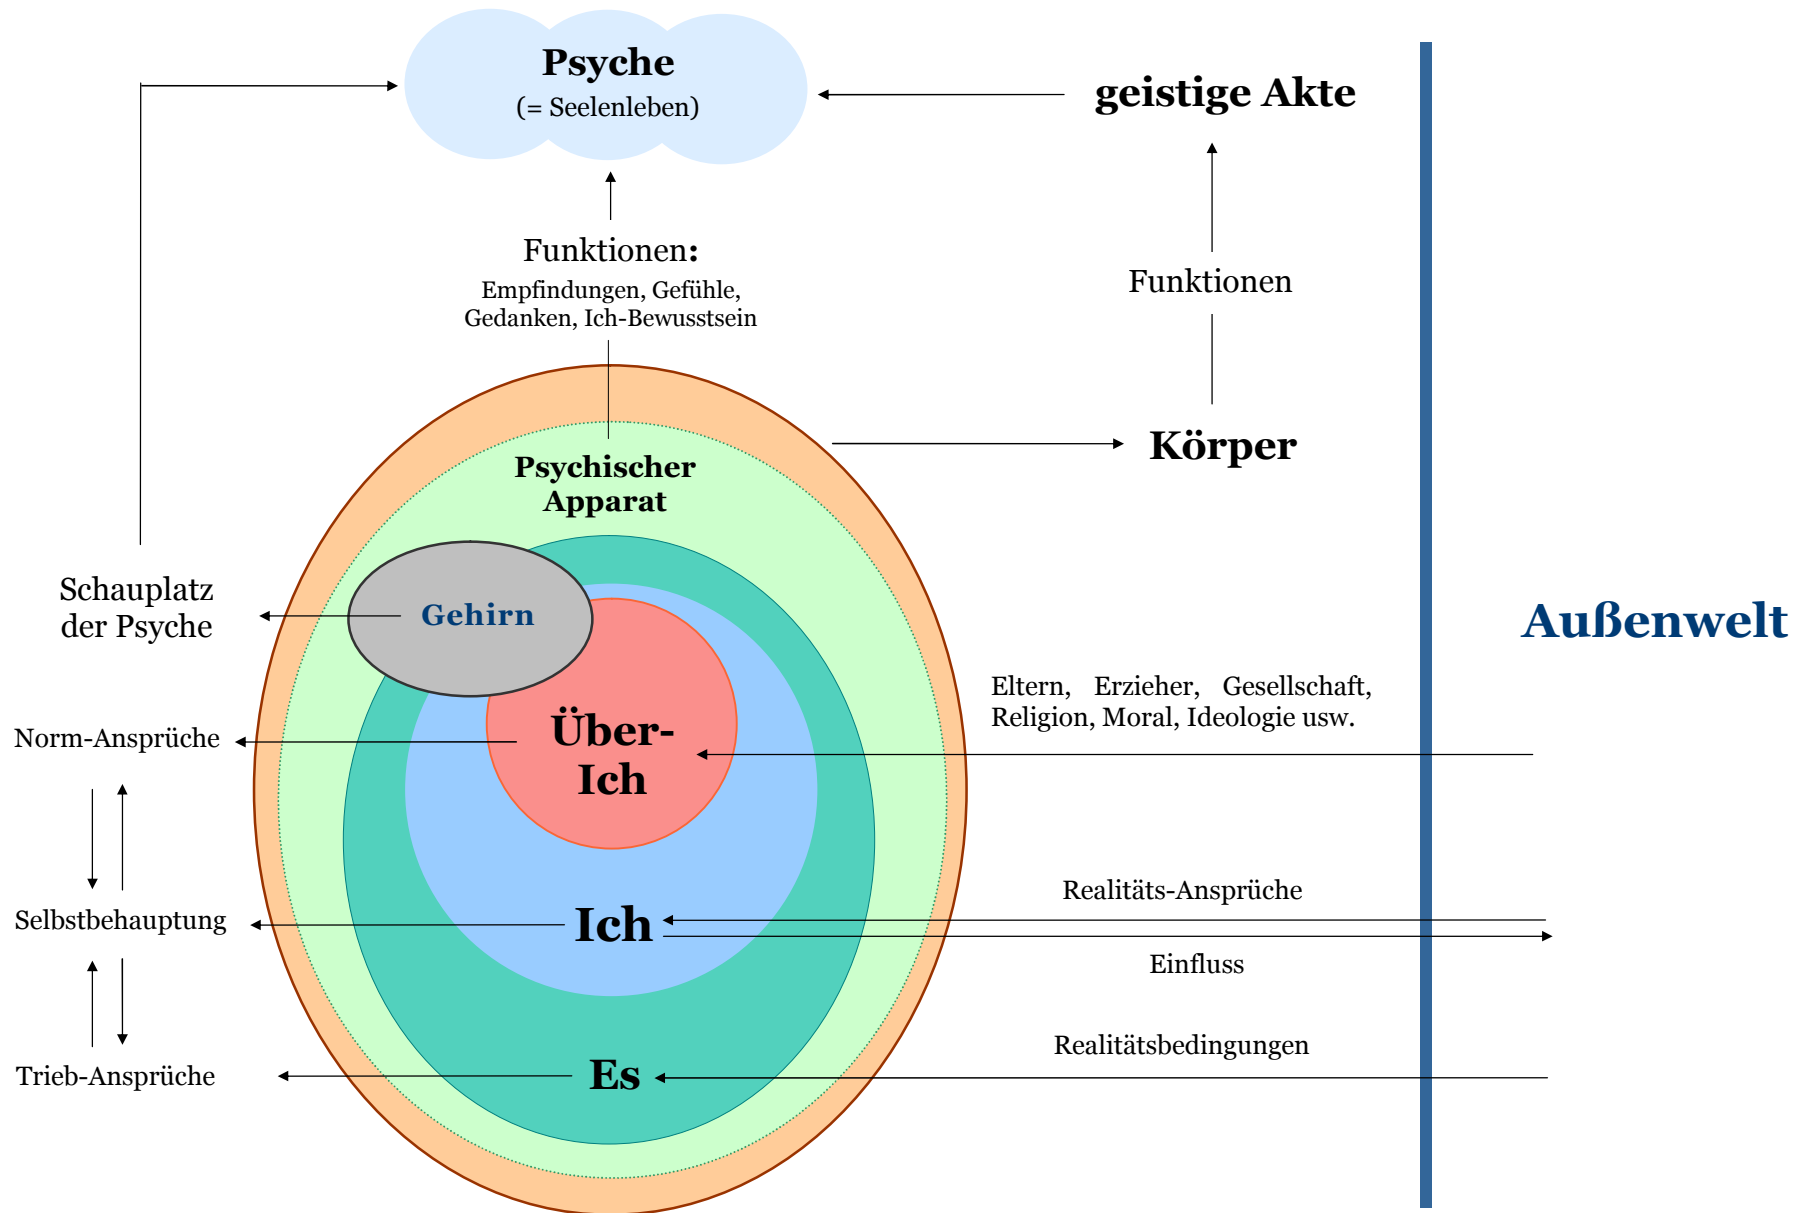 Psyche
(= Seelenleben)
geistige Akte
Funktionen:
Empfindungen, Gefühle,
Gedanken, Ich-Bewusstsein
Funktionen
Körper
Psychischer
Apparat
Schauplatz
der Psyche
Gehirn
Außenwelt
Eltern, Erzieher, Gesellschaft,
Religion, Moral, Ideologie usw.
Norm-Ansprüche
Über-
Ich
Realitäts-Ansprüche
Selbstbehauptung
Ich
Einfluss
Realitätsbedingungen
Trieb-Ansprüche
Es